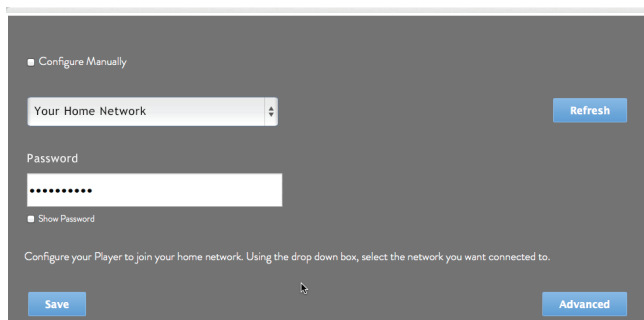 Configure Manually
Your Home Network
Refresh
Password
••••••••••
Show Password
Configure your Player to join your home network. Using the drop down box, select the network you want connected to.
Save
Advanced